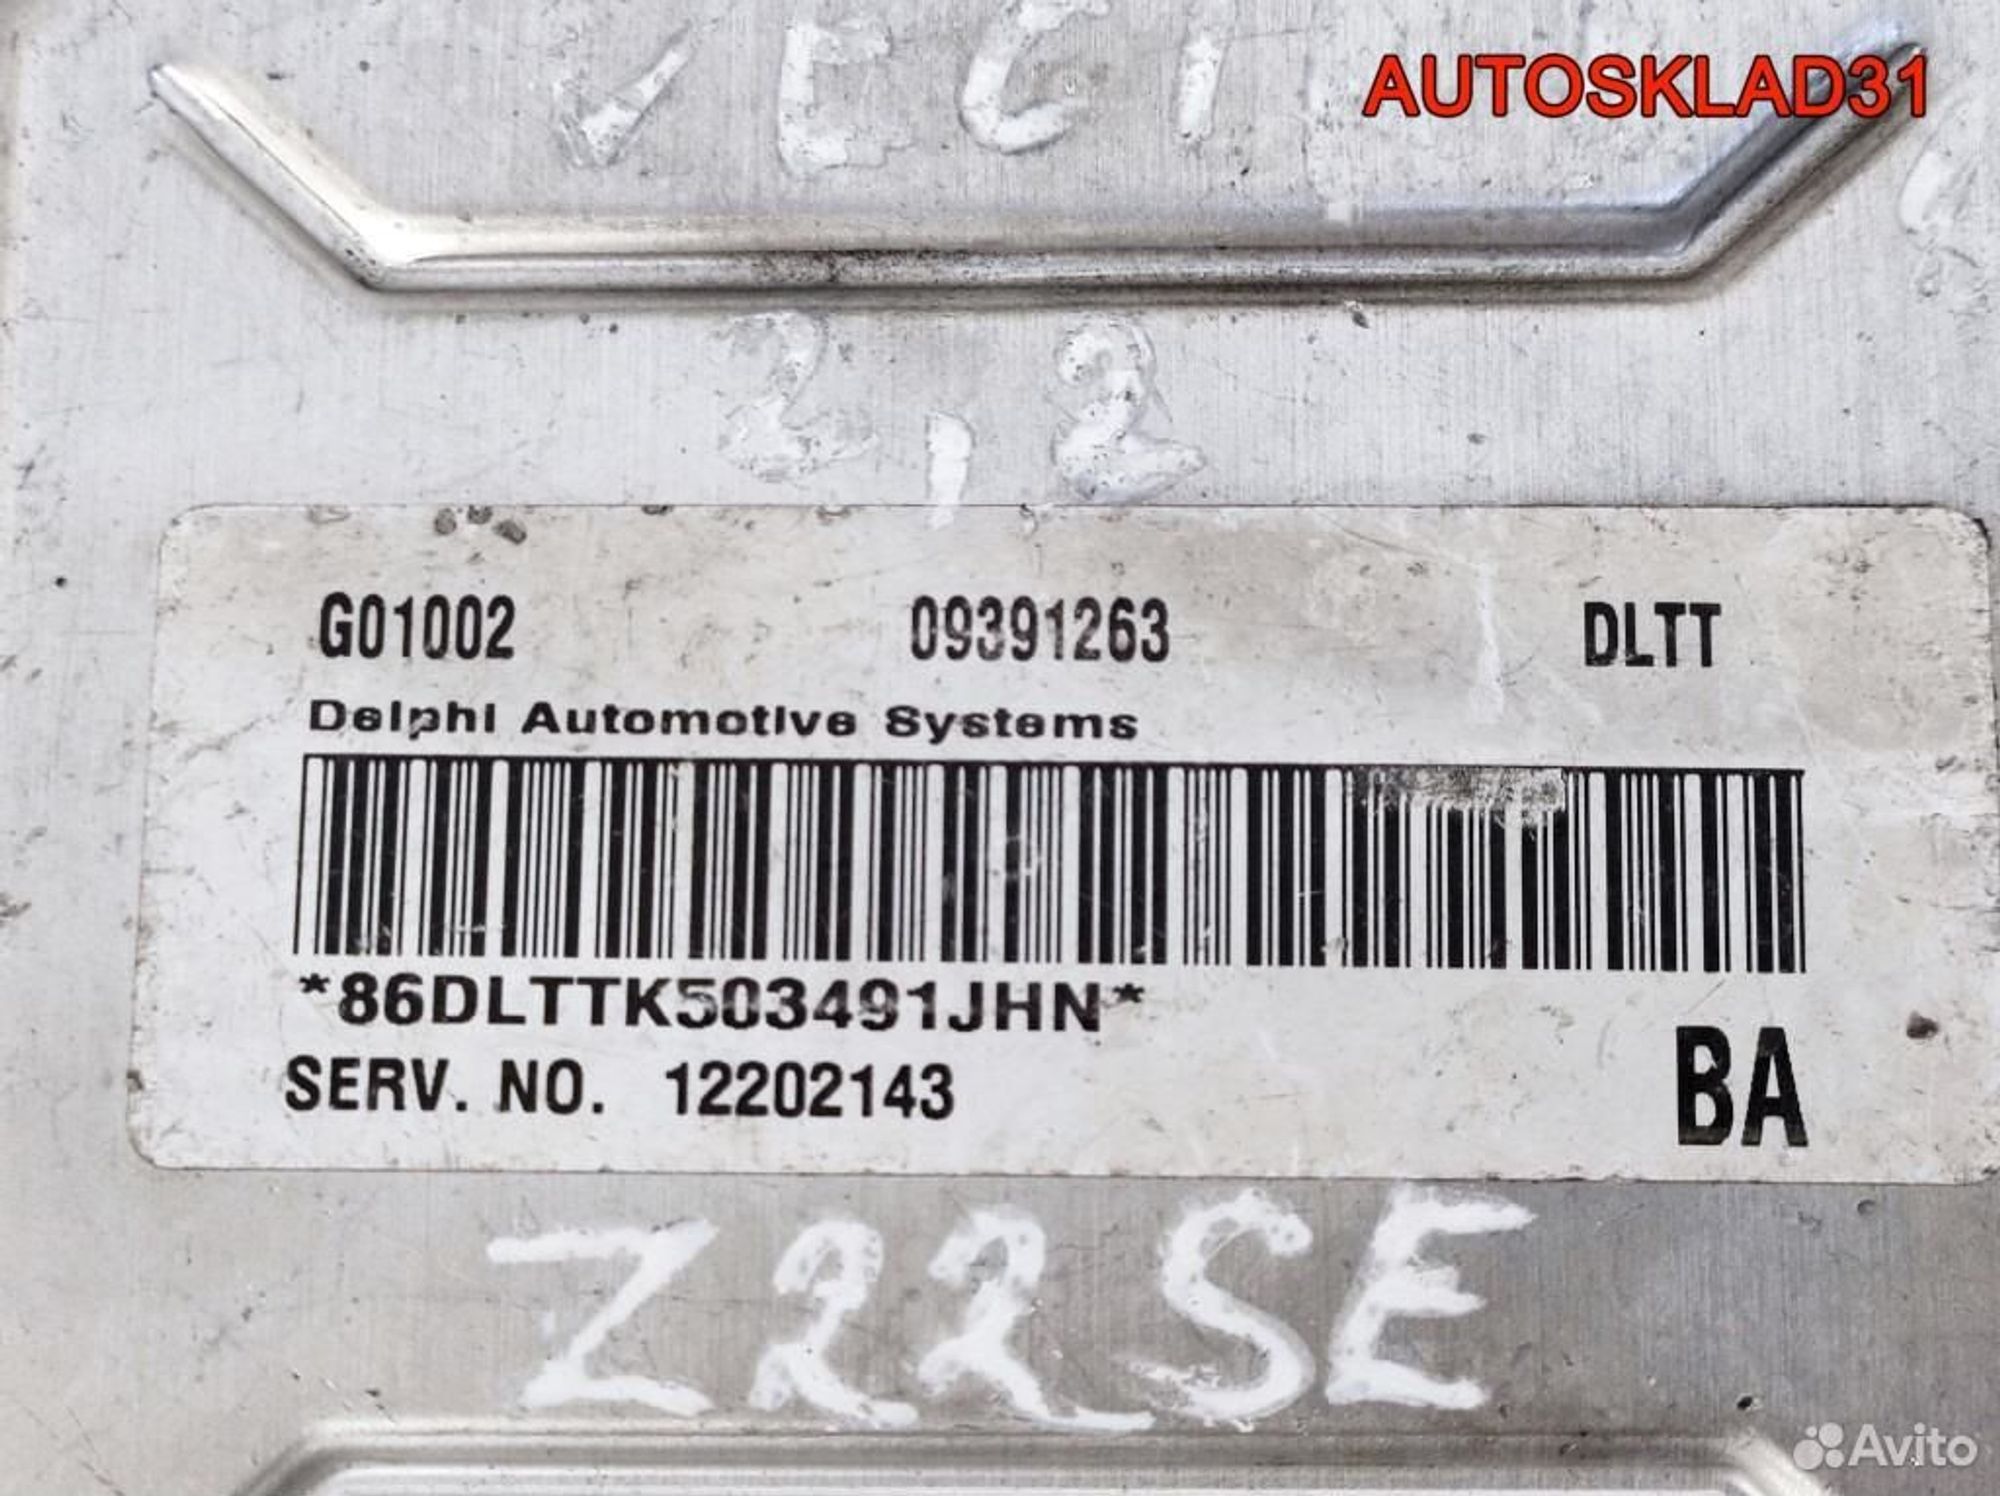 AUTOSKLAD31
VECT
2,2
G01002 09391263 DLTT
Delphi Automotive Systems
*86DLTTK503491JHN*
SERV. NO. 12202143 BA
Z22SE
Avito